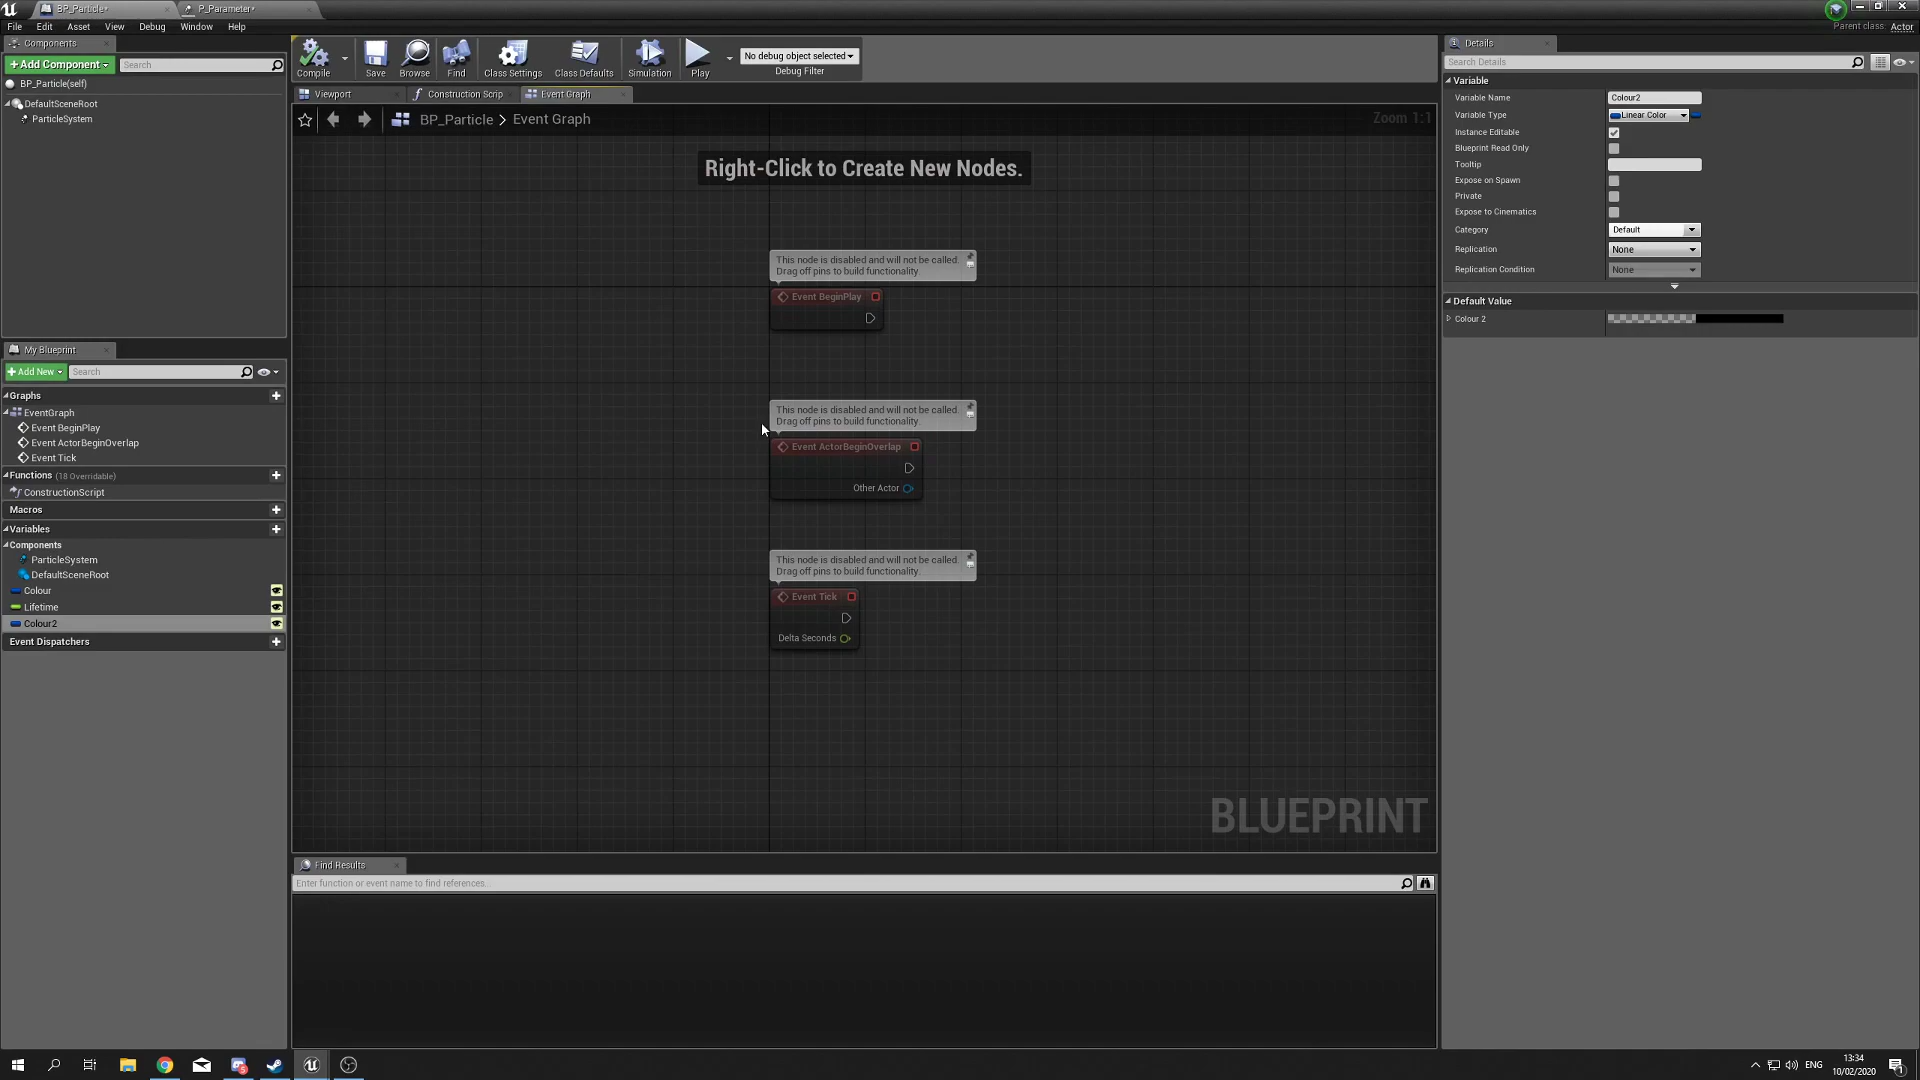 BP_Particle*
P_Parameter*
File Edit Asset View Debug Window Help
Parent class: Actor
Components
+Add Component
Search
BP_Particle(self)
DefaultSceneRoot
ParticleSystem
Compile
Save
Browse
Find
Class Settings
Class Defaults
Simulation
Play
No debug object selected
Debug Filter
Viewport
Construction Scrip
Event Graph
BP_Particle > Event Graph
Zoom 1:1
Right-Click to Create New Nodes.
This node is disabled and will not be called.
Drag off pins to build functionality.
Event BeginPlay
This node is disabled and will not be called.
Drag off pins to build functionality.
Event ActorBeginOverlap
Other Actor
This node is disabled and will not be called.
Drag off pins to build functionality.
Event Tick
Delta Seconds
BLUEPRINT
My Blueprint
+Add New
Search
Graphs
EventGraph
Event BeginPlay
Event ActorBeginOverlap
Event Tick
Functions (18 Overridable)
ConstructionScript
Macros
Variables
Components
ParticleSystem
DefaultSceneRoot
Colour
Lifetime
Colour2
Event Dispatchers
Find Results
Enter function or event name to find references...
Details
Search Details
Variable
Variable Name Colour2
Variable Type Linear Color
Instance Editable
Blueprint Read Only
Tooltip
Expose on Spawn
Private
Expose to Cinematics
Category Default
Replication None
Replication Condition None
Default Value
Colour 2
ENG
13:34
10/02/2020